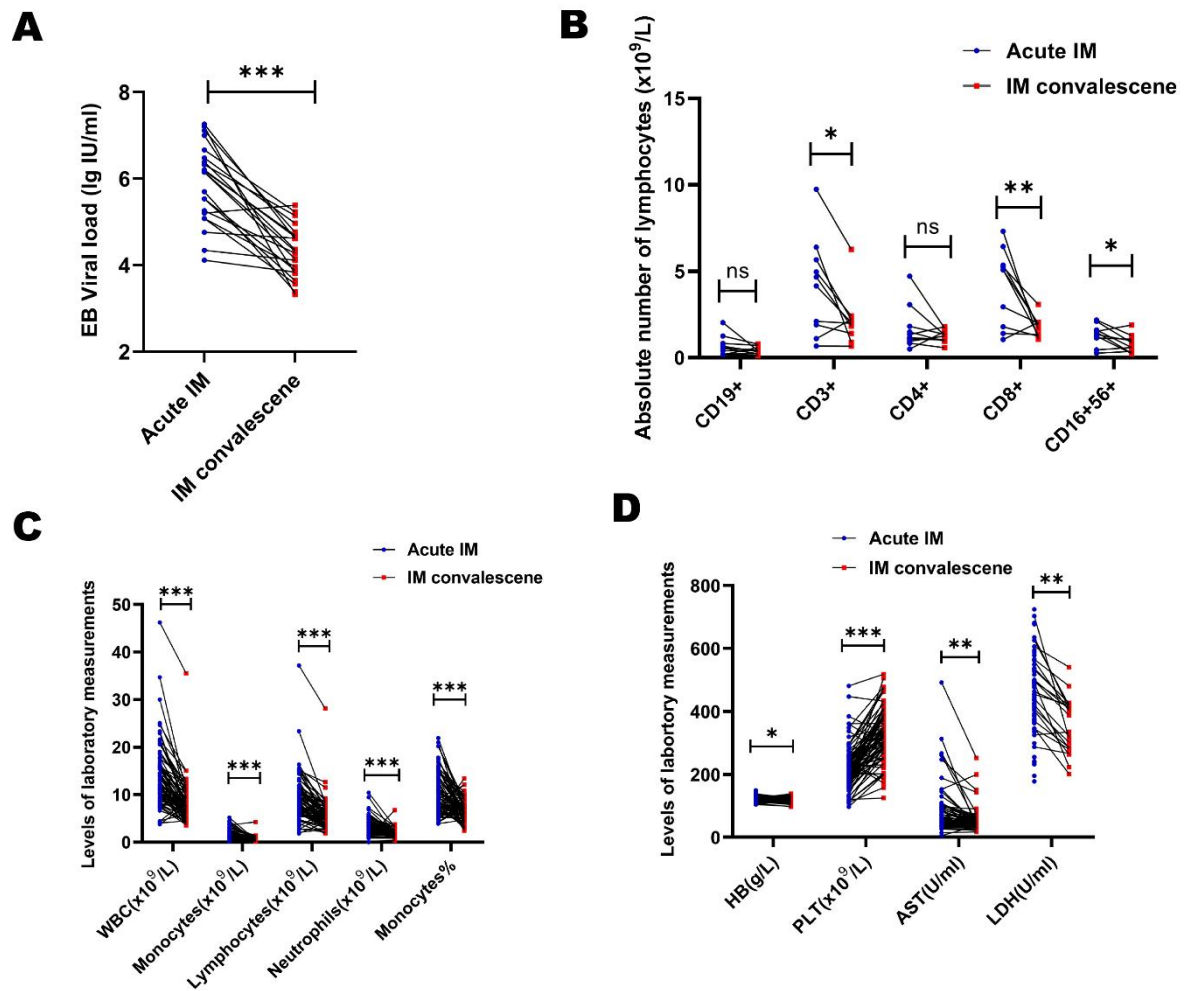 A
***
8
6
4
2
EB Viral load (lg IU/ml)
Acute IM
IM convalescene
B
Acute IM
IM convalescene
Absolute number of lymphocytes (x10⁹/L)
15
10
5
0
ns
*
ns
**
*
CD19+
CD3+
CD4+
CD8+
CD16+56+
C
Acute IM
IM convalescene
Levels of laboratory measurements
50
40
30
20
10
0
***
***
***
***
***
WBC(x10⁹/L)
Monocytes(x10⁹/L)
Lymphocytes(x10⁹/L)
Neutrophils(x10⁹/L)
Monocytes%
D
Acute IM
IM convalescene
Levels of labortory measurements
800
600
400
200
0
*
***
**
**
HB(g/L)
PLT(x10⁹/L)
AST(U/ml)
LDH(U/ml)